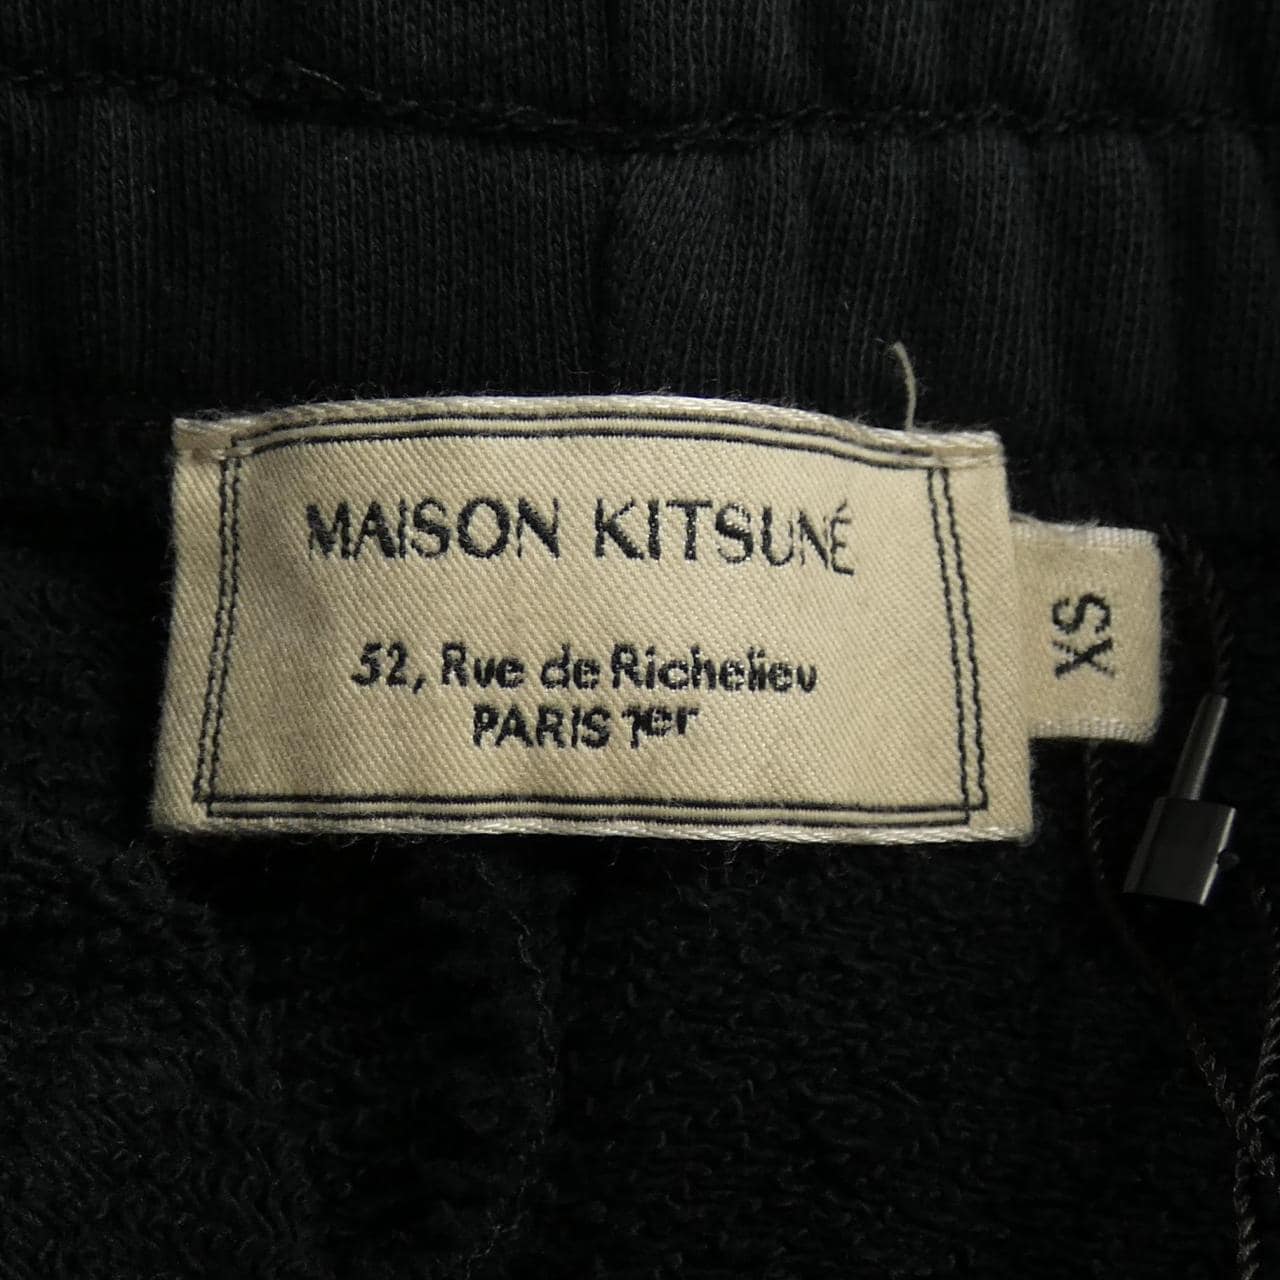 MAISON KITSUNÉ
52, Rue de Richelieu
PARIS 1er
XS